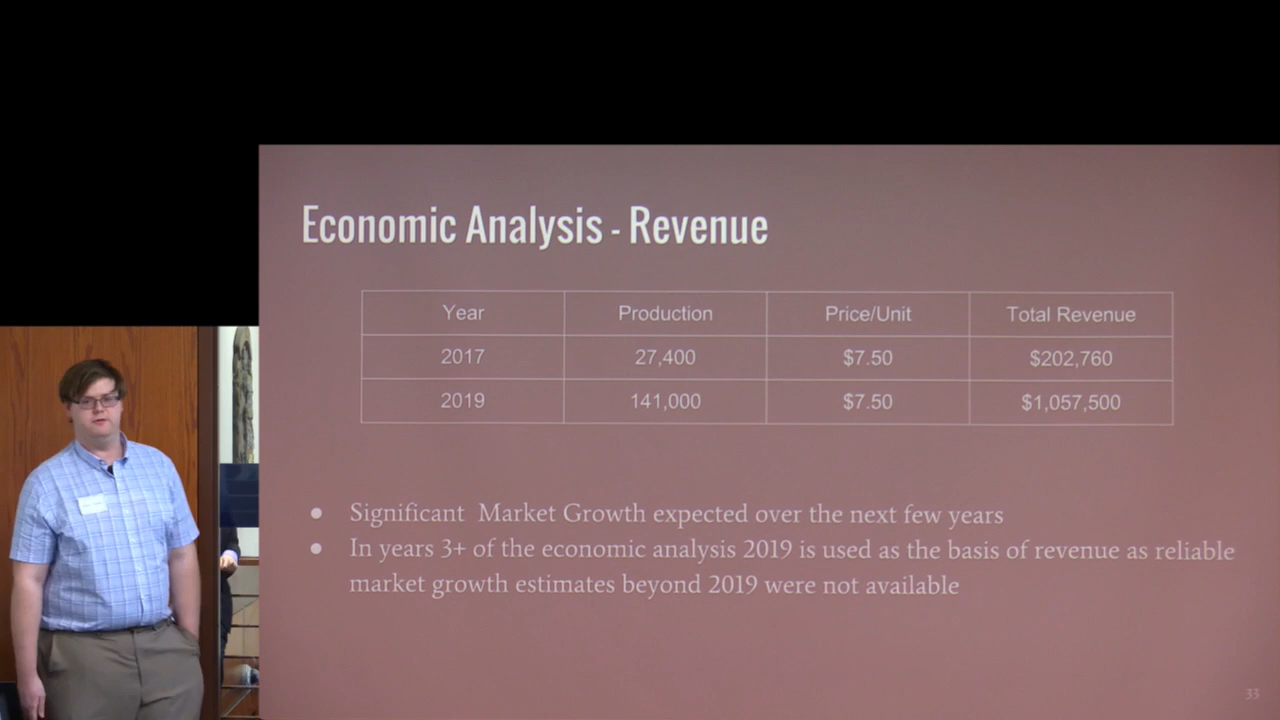 Economic Analysis - Revenue
Year Production Price/Unit Total Revenue
2017 27,400 $7.50 $202,760
2019 141,000 $7.50 $1,057,500
● Significant Market Growth expected over the next few years
● In years 3+ of the economic analysis 2019 is used as the basis of revenue as reliable
market growth estimates beyond 2019 were not available
33